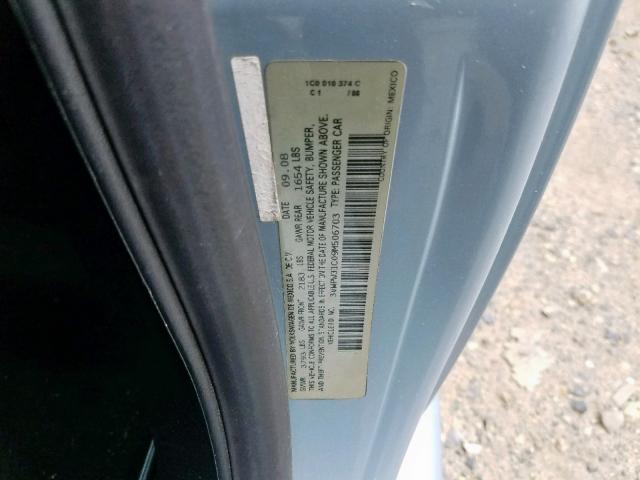 MANUFACTURED BY VOLKSWAGEN DE MEXICO S.A. DE C.V. DATE 09.08
GVWR 3793 LBS GAWR FRONT 2183 LBS GAWR REAR 1654 LBS
THIS VEHICLE CONFORMS TO ALL APPLICABLE U.S. FEDERAL MOTOR VEHICLE SAFETY, BUMPER,
AND THEFT PREVENTION STANDARDS IN EFFECT ON THE DATE OF MANUFACTURE SHOWN ABOVE.
VEHICLE ID NO. 3VWPW31C09M506703 TYPE: PASSENGER CAR
COUNTRY OF ORIGIN: MEXICO
1C0 010 374 C
C 1 / 88